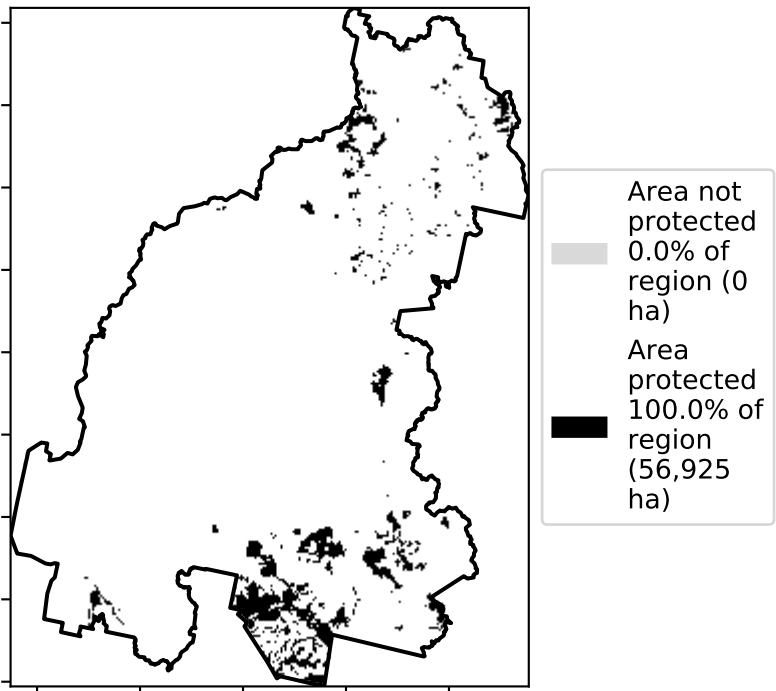 Area not
protected
0.0% of
region (0
ha)
Area
protected
100.0% of
region
(56,925
ha)